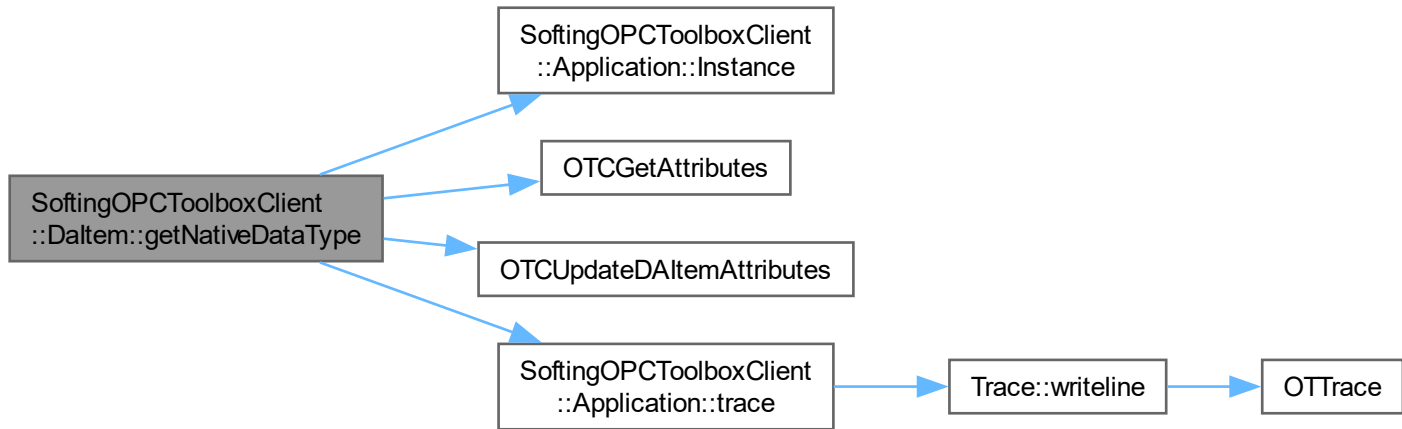 SoftingOPCToolboxClient
::DaItem::getNativeDataType
SoftingOPCToolboxClient
::Application::Instance
OTCGetAttributes
OTCUpdateDAItemAttributes
SoftingOPCToolboxClient
::Application::trace
Trace::writeline
OTTrace